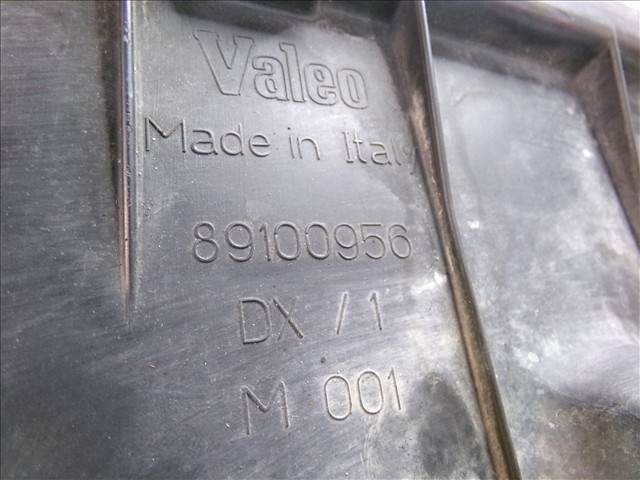 Valeo
Made in Italy
89100956
DX / 1
M 001